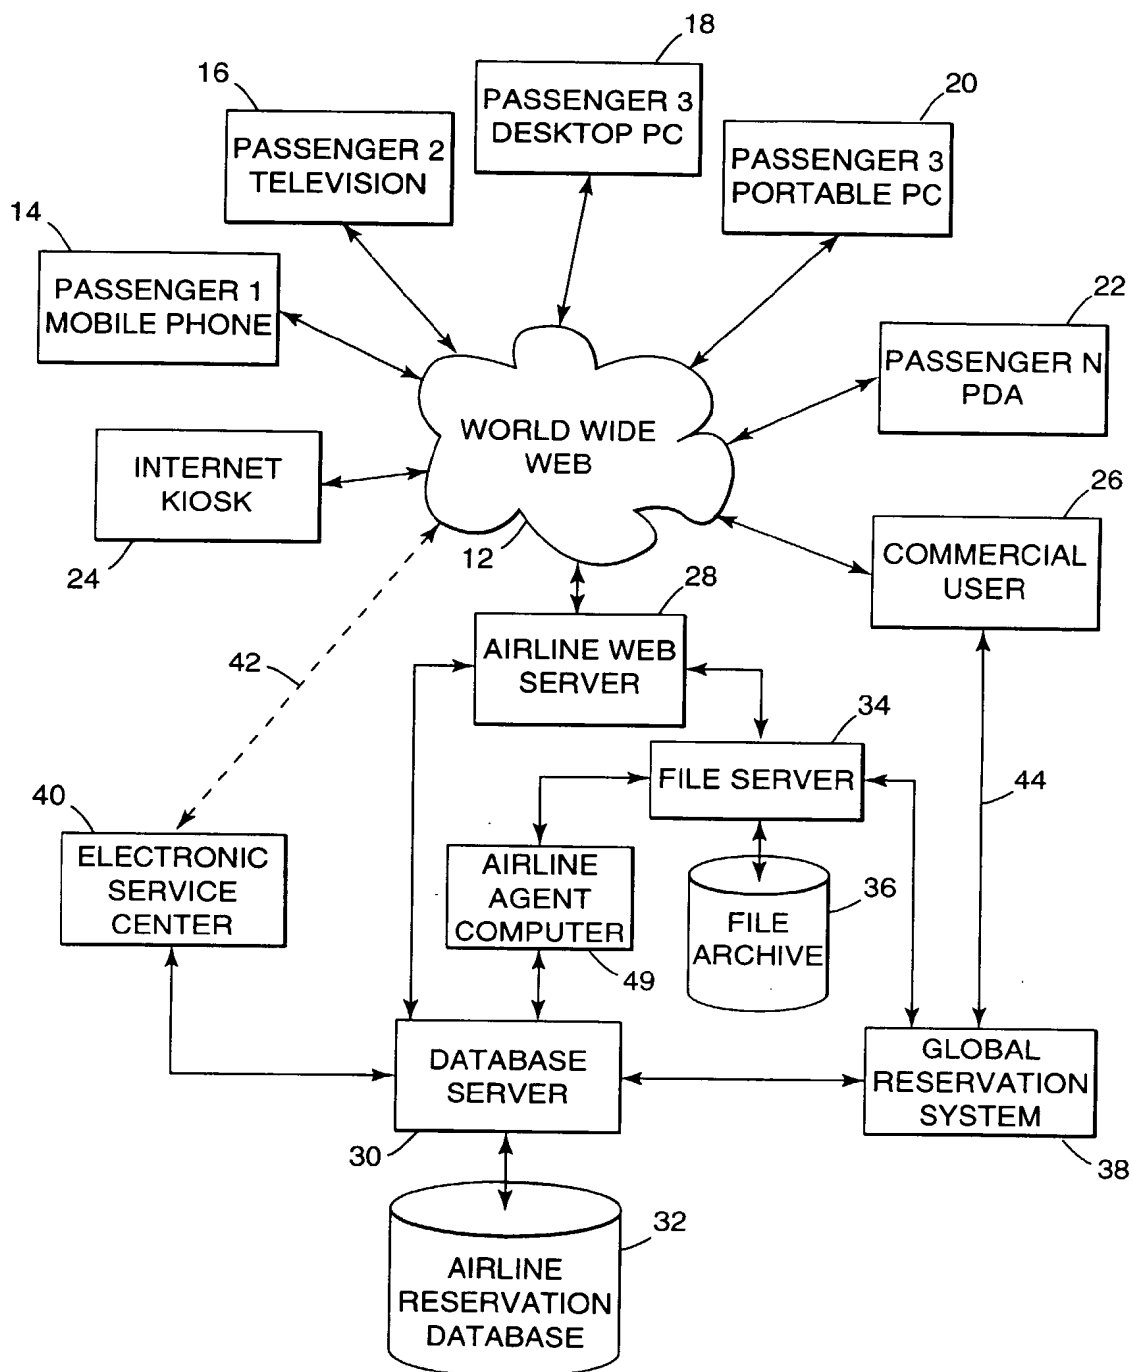 18
PASSENGER 3
DESKTOP PC
16
PASSENGER 2
TELEVISION
20
PASSENGER 3
PORTABLE PC
14
PASSENGER 1
MOBILE PHONE
22
PASSENGER N
PDA
WORLD WIDE
WEB
12
INTERNET
KIOSK
24
26
COMMERCIAL
USER
28
AIRLINE WEB
SERVER
42
34
FILE SERVER
44
40
ELECTRONIC
SERVICE
CENTER
AIRLINE
AGENT
COMPUTER
49
FILE
ARCHIVE
36
DATABASE
SERVER
30
GLOBAL
RESERVATION
SYSTEM
38
AIRLINE
RESERVATION
DATABASE
32